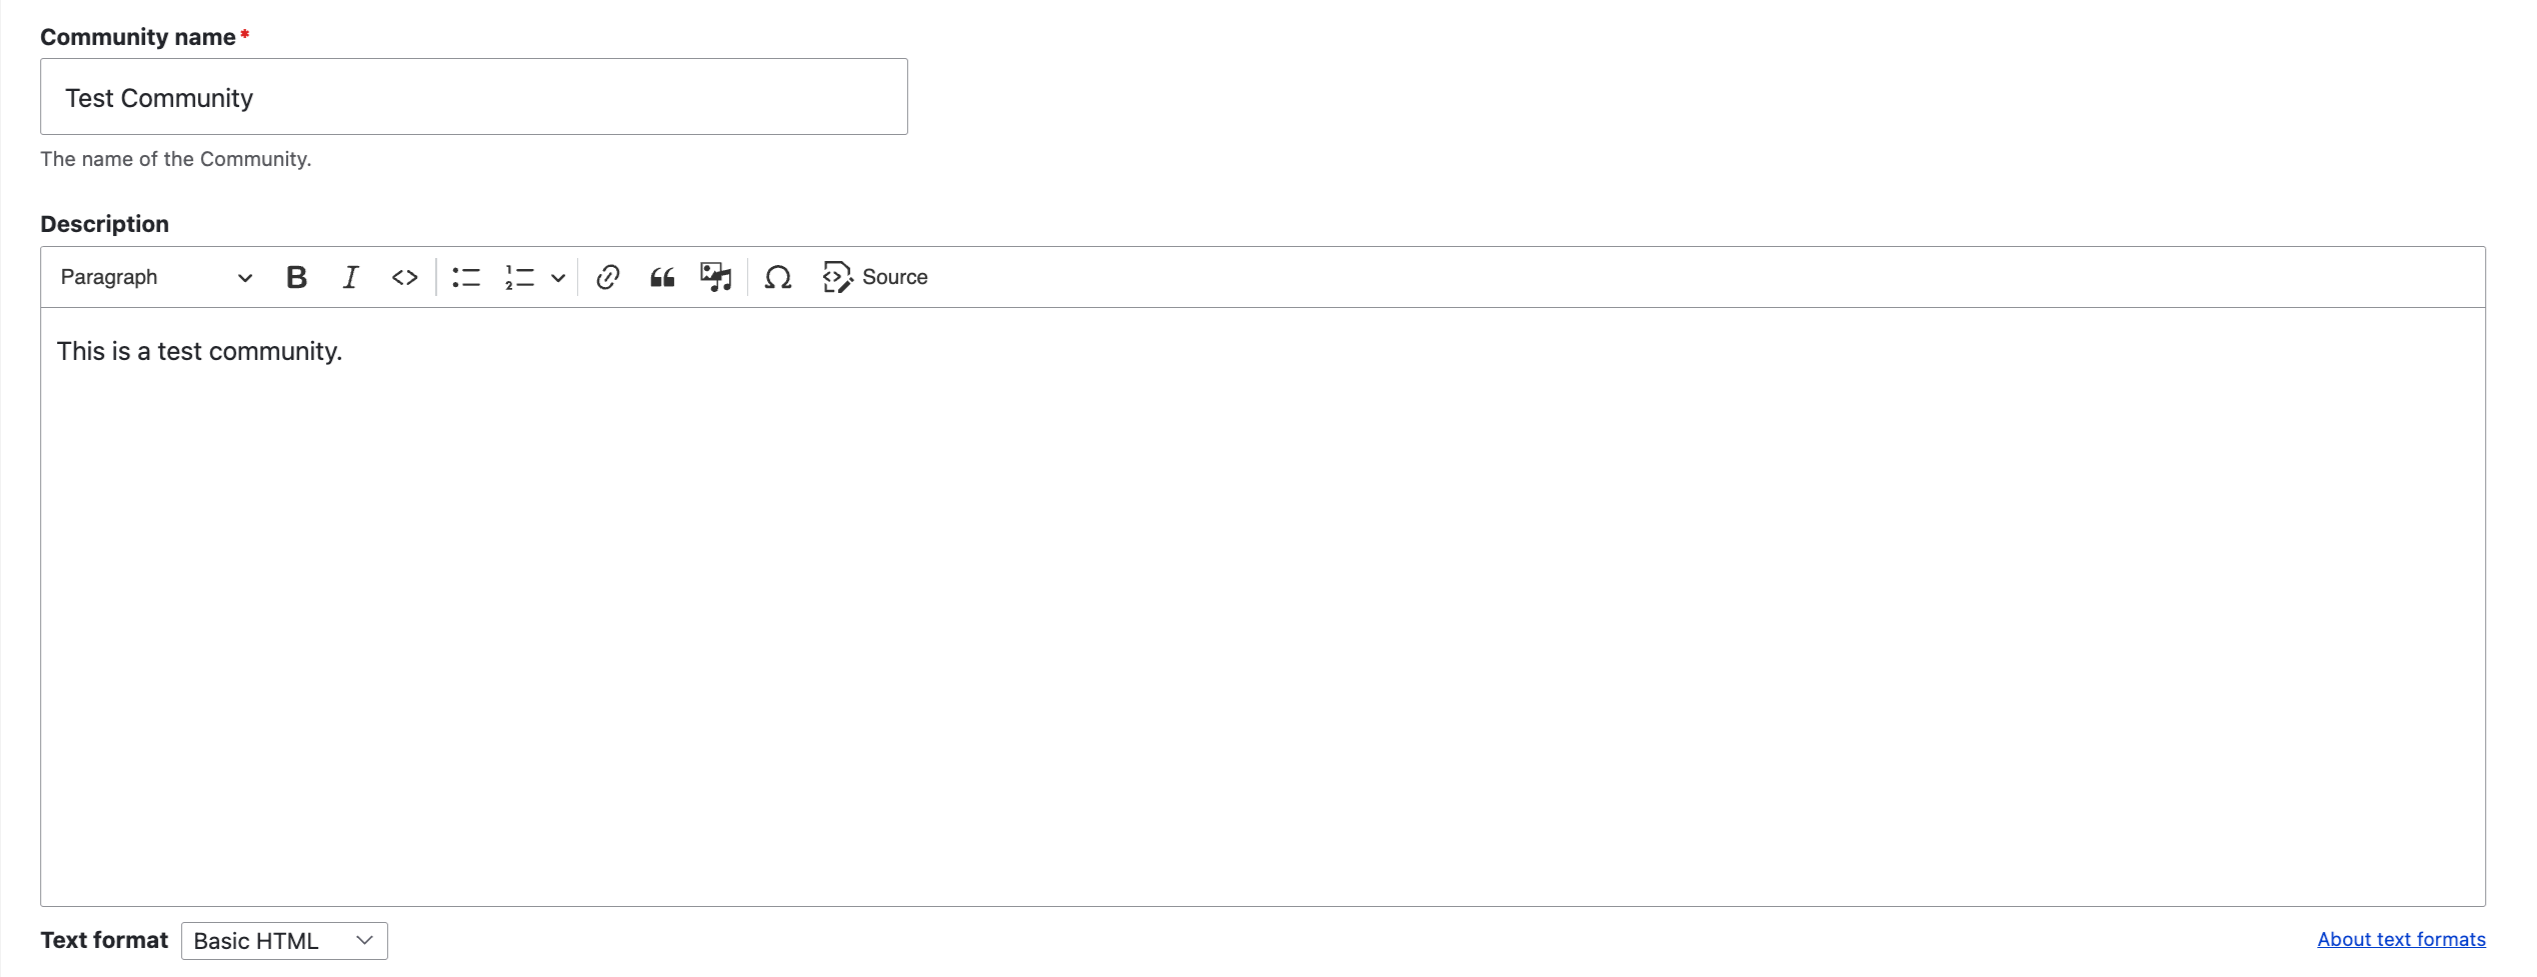 Community name*
Test Community
The name of the Community.
Description
Paragraph B I <> Source
This is a test community.
Text format Basic HTML About text formats